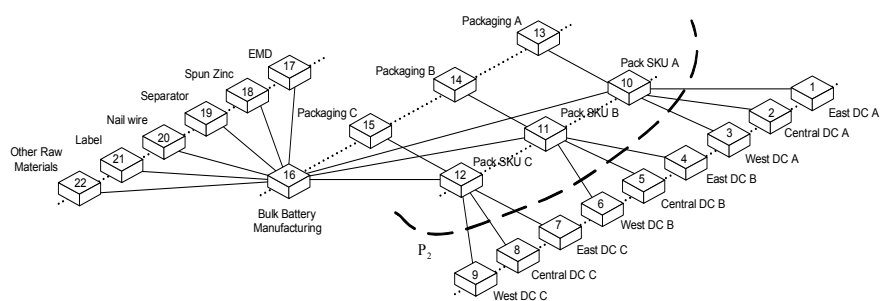 Packaging A
13
Pack SKU A
10
1
East DC A
2
Central DC A
3
West DC A
EMD
17
Packaging B
14
Pack SKU B
11
4
East DC B
5
Central DC B
6
West DC B
Spun Zinc
18
Separator
19
Packaging C
15
Pack SKU C
12
7
East DC C
8
Central DC C
9
West DC C
Nail wire
20
Label
21
Other Raw
Materials
22
16
Bulk Battery
Manufacturing
P2